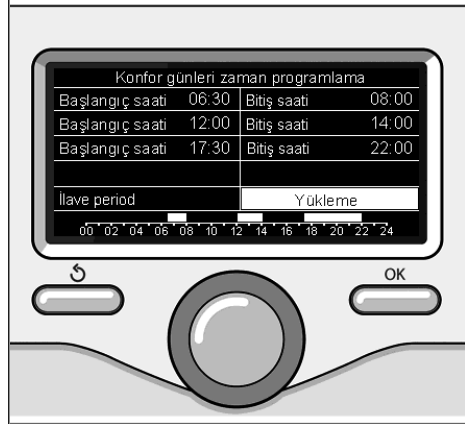 Konfor günleri zaman programlama
Başlangıç saati 06:30 Bitiş saati 08:00
Başlangıç saati 12:00 Bitiş saati 14:00
Başlangıç saati 17:30 Bitiş saati 22:00
İlave period Yükleme
00 02 04 06 08 10 12 14 16 18 20 22 24
OK